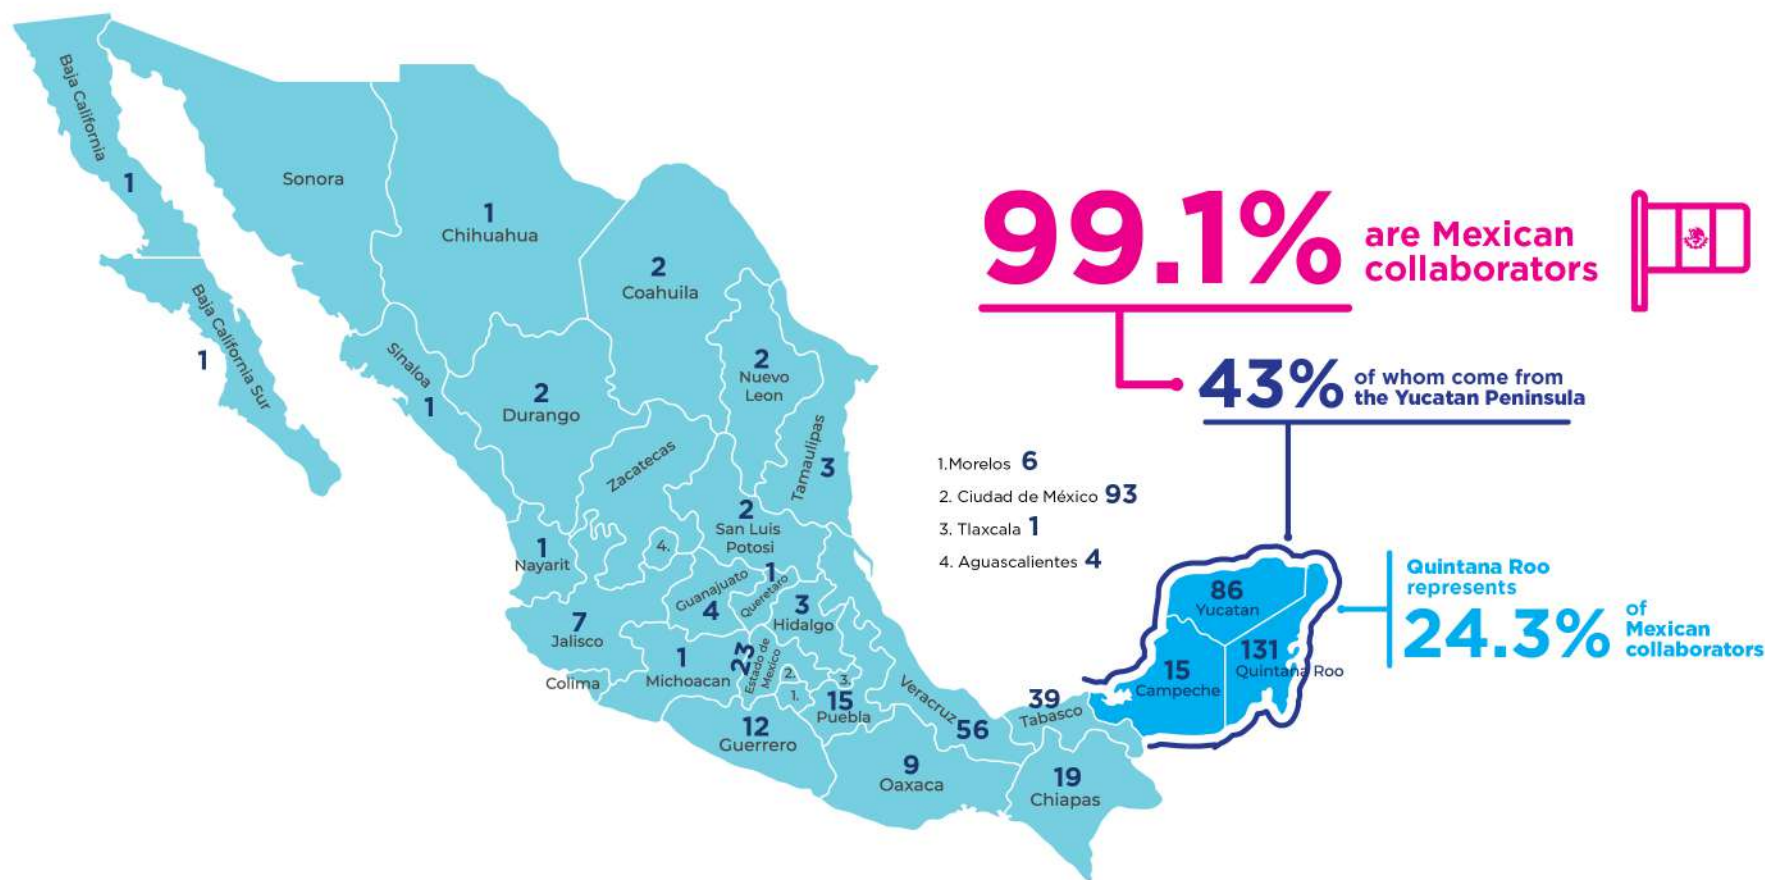 Baja California
1
Sonora
1
Chihuahua
2
Coahuila
Baja California Sur
1
Sinaloa
1
2
Durango
2
Nuevo
Leon
Tamaulipas
3
Zacatecas
2
San Luis
Potosi
1
Nayarit
4.
Guanajuato
4
1
Queretaro
3
Hidalgo
7
Jalisco
Colima
1
Michoacan
23
Estado de
Mexico
2.
1.
3.
15
Puebla
12
Guerrero
Veracruz
56
9
Oaxaca
39
Tabasco
19
Chiapas
86
Yucatan
15
Campeche
131
Quintana Roo
1.Morelos 6
2. Ciudad de México 93
3. Tlaxcala 1
4. Aguascalientes 4
99.1%
are Mexican
collaborators
43%
of whom come from
the Yucatan Peninsula
Quintana Roo
represents
24.3%
of
Mexican
collaborators